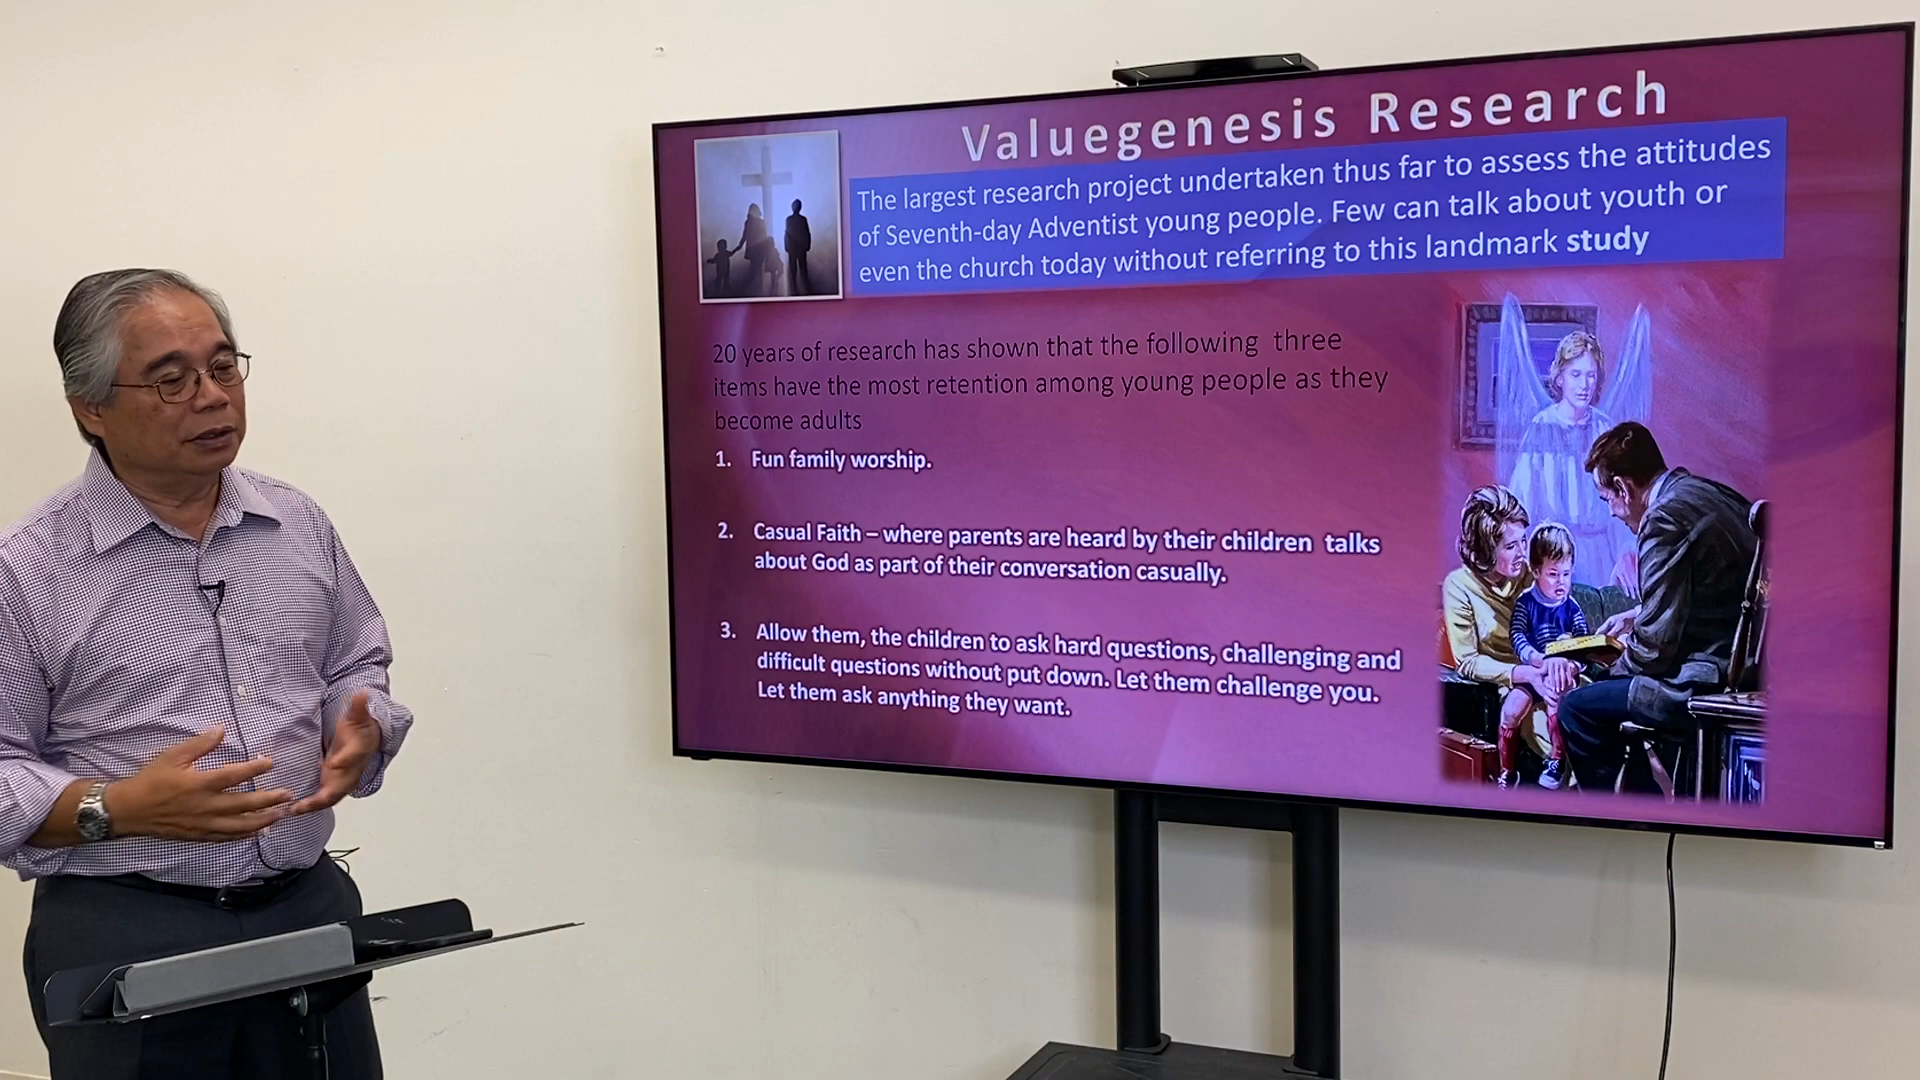 Valuegenesis Research
The largest research project undertaken thus far to assess the attitudes
of Seventh-day Adventist young people. Few can talk about youth or
even the church today without referring to this landmark study
20 years of research has shown that the following three
items have the most retention among young people as they
become adults
1. Fun family worship.
2. Casual Faith – where parents are heard by their children talks
about God as part of their conversation casually.
3. Allow them, the children to ask hard questions, challenging and
difficult questions without put down. Let them challenge you.
Let them ask anything they want.